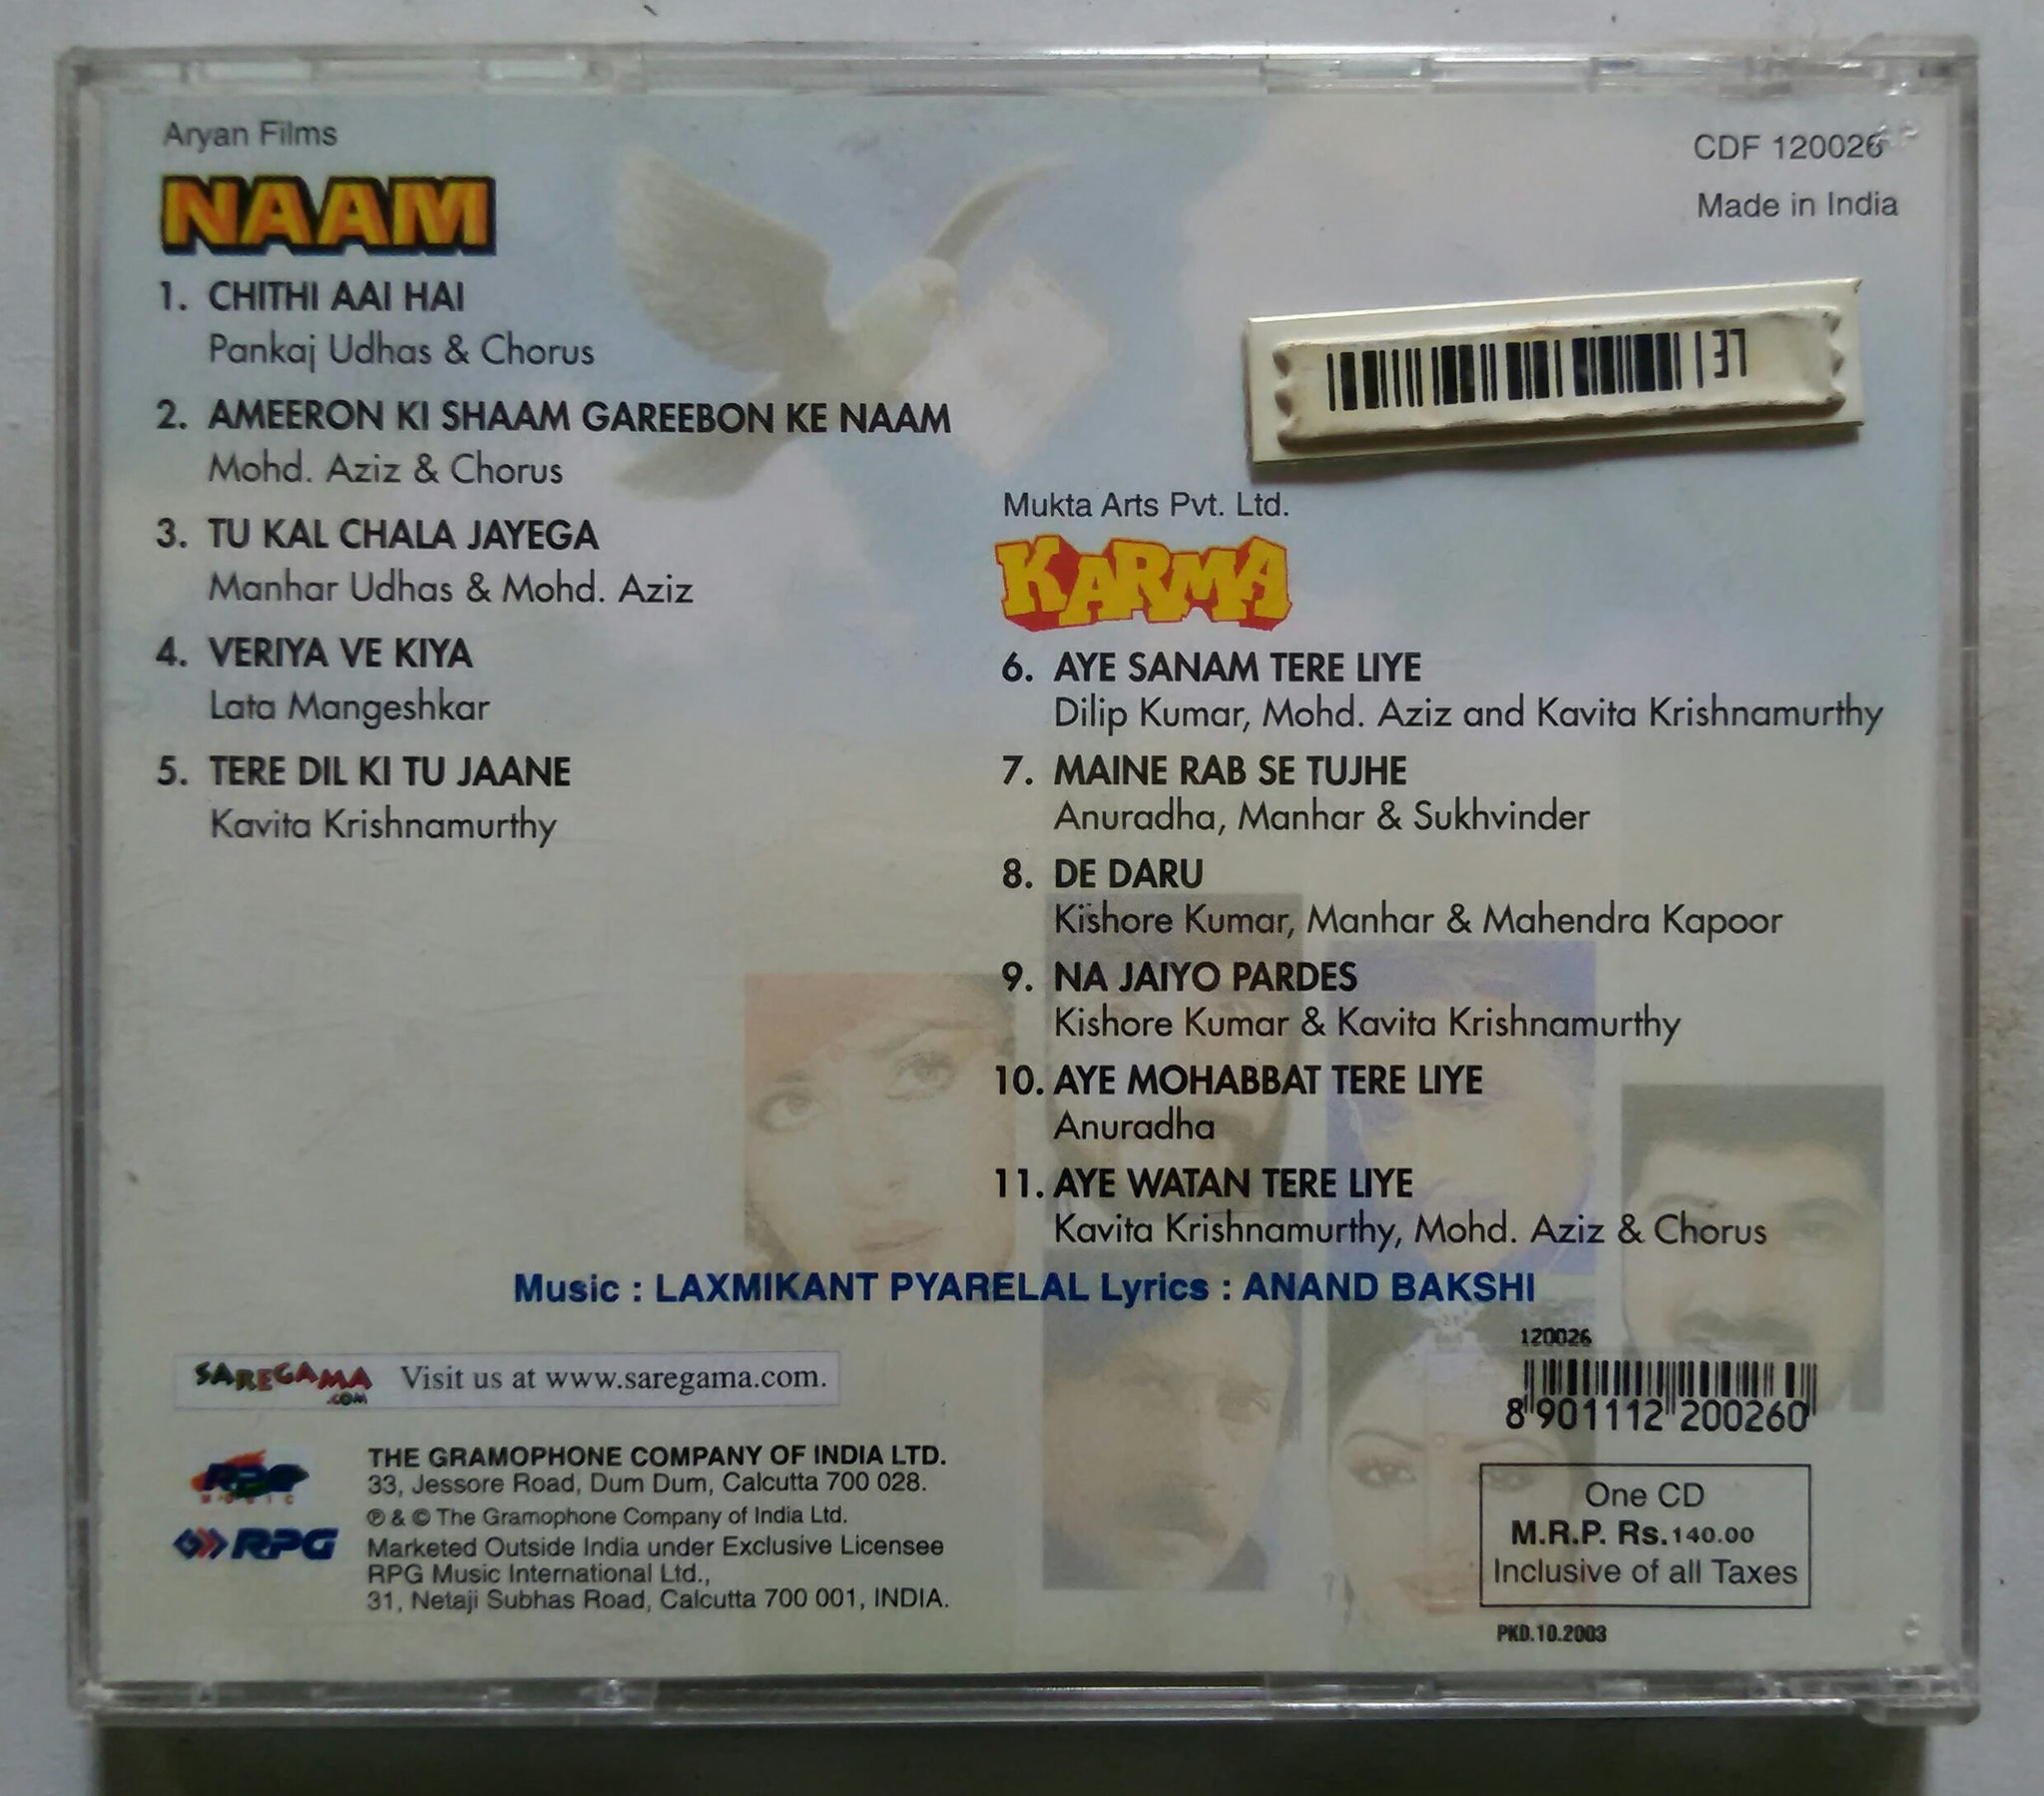 Aryan Films
NAAM
1. CHITHI AAI HAI
Pankaj Udhas & Chorus
2. AMEERON KI SHAAM GAREEBON KE NAAM
Mohd. Aziz & Chorus
3. TU KAL CHALA JAYEGA
Manhar Udhas & Mohd. Aziz
4. VERIYA VE KIYA
Lata Mangeshkar
5. TERE DIL KI TU JAANE
Kavita Krishnamurthy
CDF 120026
Made in India
Mukta Arts Pvt. Ltd.
KARMA
6. AYE SANAM TERE LIYE
Dilip Kumar, Mohd. Aziz and Kavita Krishnamurthy
7. MAINE RAB SE TUJHE
Anuradha, Manhar & Sukhvinder
8. DE DARU
Kishore Kumar, Manhar & Mahendra Kapoor
9. NA JAIYO PARDES
Kishore Kumar & Kavita Krishnamurthy
10. AYE MOHABBAT TERE LIYE
Anuradha
11. AYE WATAN TERE LIYE
Kavita Krishnamurthy, Mohd. Aziz & Chorus
Music : LAXMIKANT PYARELAL Lyrics : ANAND BAKSHI
SAREGAMA
.COM
Visit us at www.saregama.com.
RPG
MUSIC
RPG
THE GRAMOPHONE COMPANY OF INDIA LTD.
33, Jessore Road, Dum Dum, Calcutta 700 028.
℗ & © The Gramophone Company of India Ltd.
Marketed Outside India under Exclusive Licensee
RPG Music International Ltd.,
31, Netaji Subhas Road, Calcutta 700 001, INDIA.
120026
8 901112 200260
One CD
M.R.P. Rs.140.00
Inclusive of all Taxes
PKD.10.2003